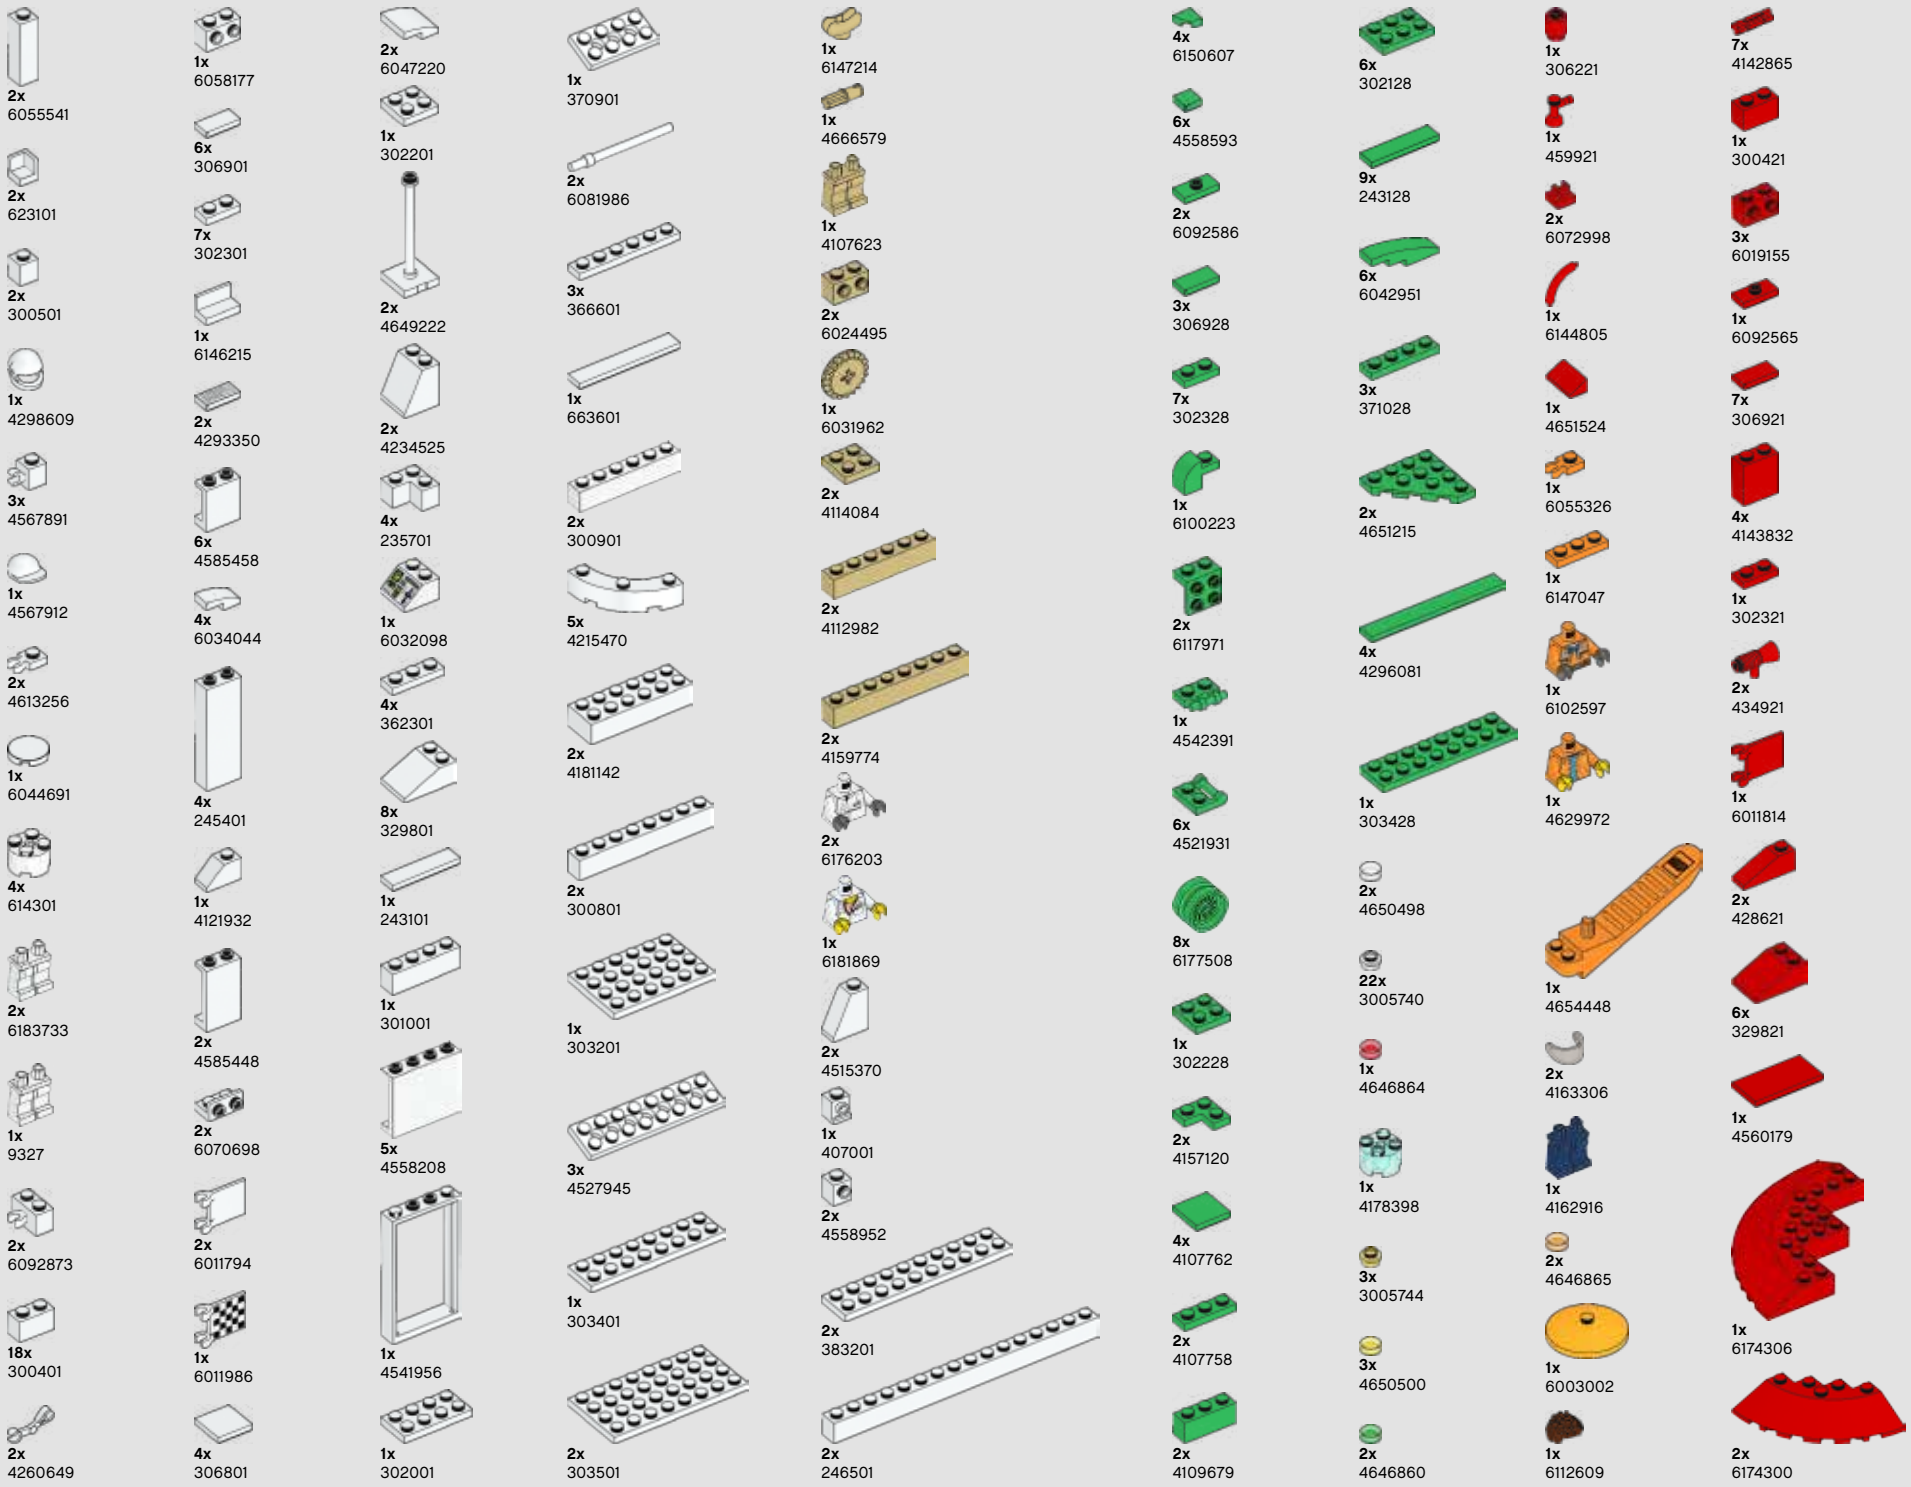 2x
6055541
2x
623101
2x
300501
1x
4298609
3x
4567891
1x
4567912
2x
4613256
1x
6044691
4x
614301
2x
6183733
1x
9327
2x
6092873
18x
300401
2x
4260649
1x
6058177
6x
306901
7x
302301
1x
6146215
2x
4293350
6x
4585458
4x
6034044
4x
245401
1x
4121932
2x
4585448
2x
6070698
2x
6011794
1x
6011986
4x
306801
2x
6047220
1x
302201
2x
4649222
2x
4234525
4x
235701
1x
6032098
4x
362301
8x
329801
1x
243101
1x
301001
5x
4558208
1x
4541956
1x
302001
1x
370901
2x
6081986
3x
366601
1x
663601
2x
300901
5x
4215470
2x
4181142
2x
300801
1x
303201
3x
4527945
1x
303401
2x
303501
1x
6147214
1x
4666579
1x
4107623
2x
6024495
1x
6031962
2x
4114084
2x
4112982
2x
4159774
2x
6176203
1x
6181869
2x
4515370
1x
407001
2x
4558952
2x
383201
2x
246501
4x
6150607
6x
4558593
2x
6092586
3x
306928
7x
302328
1x
6100223
2x
6117971
1x
4542391
6x
4521931
8x
6177508
1x
302228
2x
4157120
4x
4107762
2x
4107758
2x
4109679
6x
302128
9x
243128
6x
6042951
3x
371028
2x
4651215
4x
4296081
1x
303428
2x
4650498
22x
3005740
1x
4646864
1x
4178398
3x
3005744
3x
4650500
2x
4646860
1x
306221
1x
459921
2x
6072998
1x
6144805
1x
4651524
1x
6055326
1x
6147047
1x
6102597
1x
4629972
1x
4654448
2x
4163306
1x
4162916
2x
4646865
1x
6003002
1x
6112609
7x
4142865
1x
300421
3x
6019155
1x
6092565
7x
306921
4x
4143832
1x
302321
2x
434921
1x
6011814
2x
428621
6x
329821
1x
4560179
1x
6174306
2x
6174300